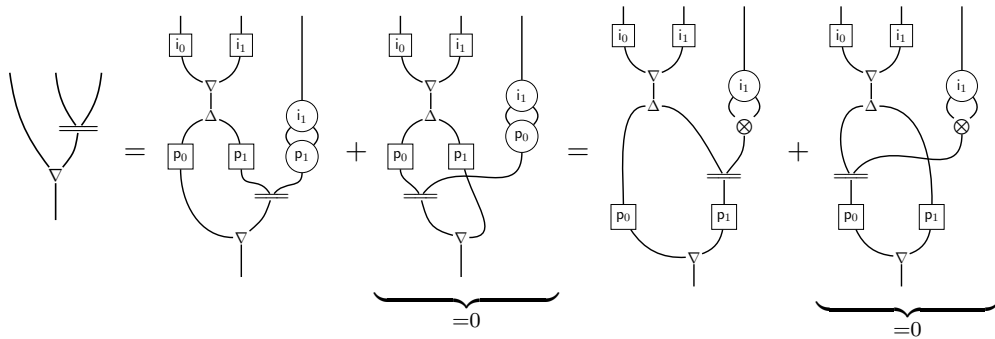 i₀ i₁ i₀ i₁ i₀ i₁ i₀ i₁
∇ ∇ ∇ ∇
i₁ i₁
i₁ i₁
△ △ △ △
p₀ ⊗ ⊗
= p₀ p₁ p₁ + p₀ p₁ = +
∇
p₀ p₁ p₀ p₁
∇ ∇
∇ ∇
=0 =0